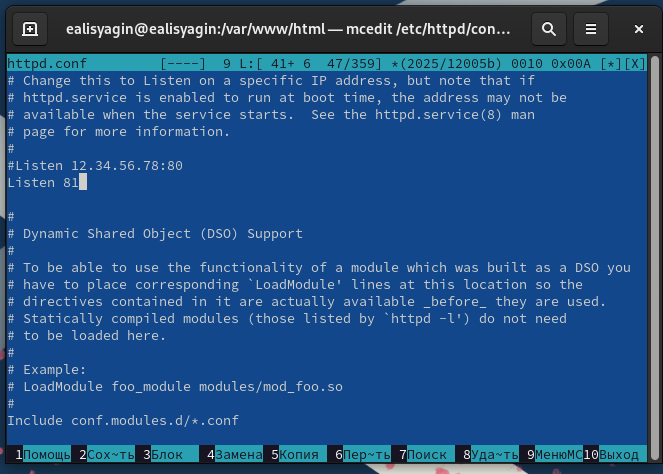 ealisyagin@ealisyagin:/var/www/html — mcedit /etc/httpd/con...
httpd.conf [----] 9 L:[ 41+ 6 47/359] *(2025/12005b) 0010 0x00A [*][X]
# Change this to Listen on a specific IP address, but note that if
# httpd.service is enabled to run at boot time, the address may not be
# available when the service starts.  See the httpd.service(8) man
# page for more information.
#
#Listen 12.34.56.78:80
Listen 81
#
# Dynamic Shared Object (DSO) Support
#
# To be able to use the functionality of a module which was built as a DSO you
# have to place corresponding `LoadModule' lines at this location so the
# directives contained in it are actually available _before_ they are used.
# Statically compiled modules (those listed by `httpd -l') do not need
# to be loaded here.
#
# Example:
# LoadModule foo_module modules/mod_foo.so
#
Include conf.modules.d/*.conf
1Помощь 2Сох~ть 3Блок 4Замена 5Копия 6Пер~ть 7Поиск 8Уда~ть 9МенюМС 10Выход